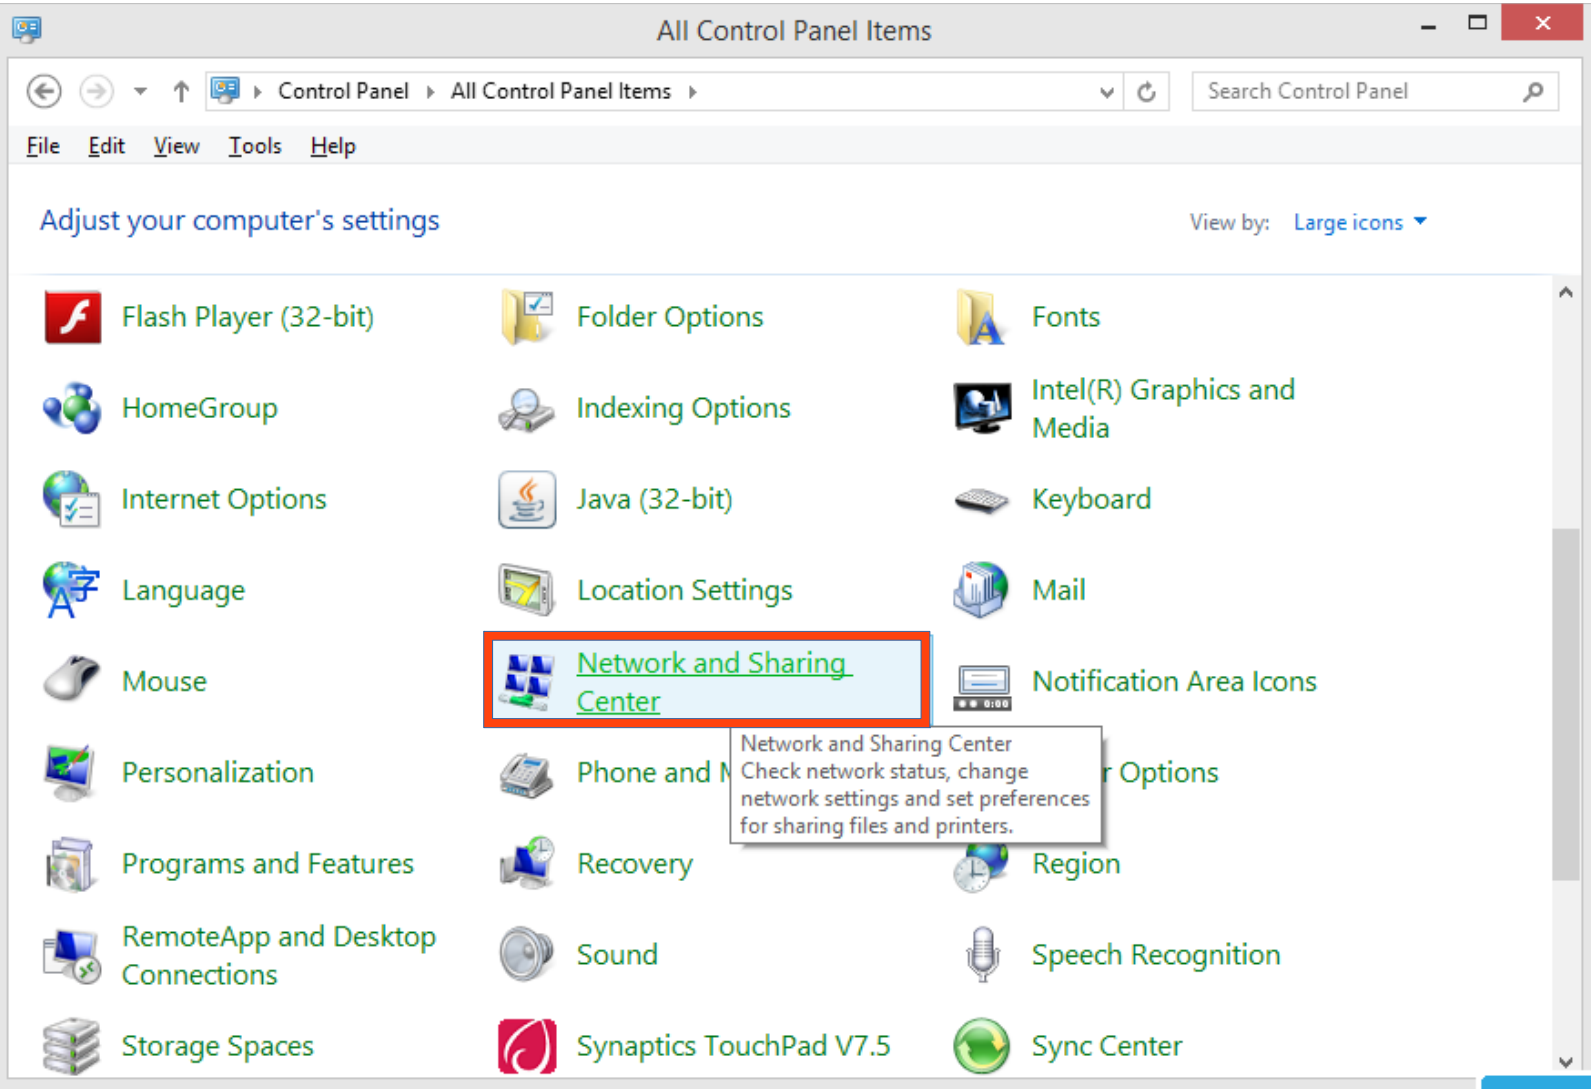 All Control Panel Items
Control Panel All Control Panel Items
Search Control Panel
File Edit View Tools Help
Adjust your computer's settings
View by: Large icons
Flash Player (32-bit)
Folder Options
Fonts
HomeGroup
Indexing Options
Intel(R) Graphics and
Media
Internet Options
Java (32-bit)
Keyboard
Language
Location Settings
Mail
Mouse
Network and Sharing
Center
Notification Area Icons
Network and Sharing Center
Check network status, change
network settings and set preferences
for sharing files and printers.
Personalization
Phone and
Options
Programs and Features
Recovery
Region
RemoteApp and Desktop
Connections
Sound
Speech Recognition
Storage Spaces
Synaptics TouchPad V7.5
Sync Center